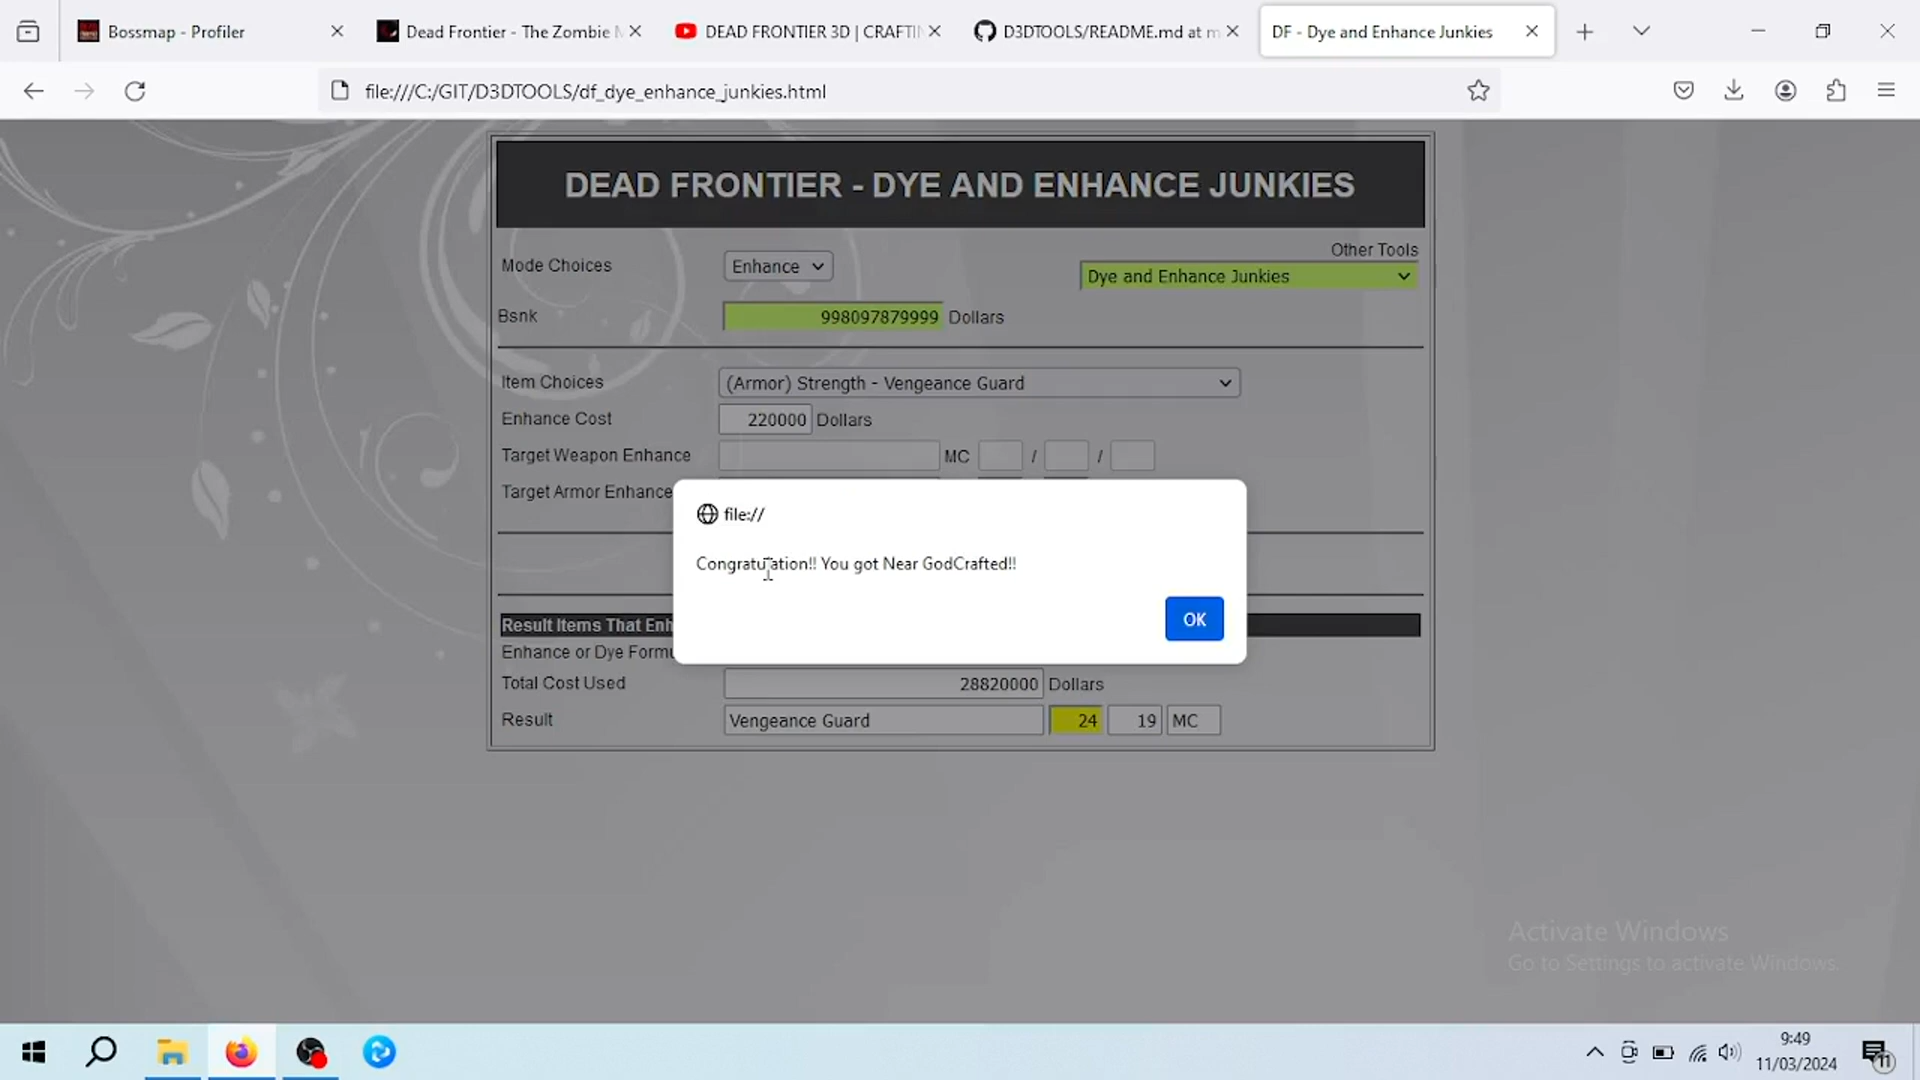 Bossmap - Profiler
Dead Frontier - The Zombie M
DEAD FRONTIER 3D | CRAFTIN
D3DTOOLS/README.md at m
DF - Dye and Enhance Junkies
file:///C:/GIT/D3DTOOLS/df_dye_enhance_junkies.html
DEAD FRONTIER - DYE AND ENHANCE JUNKIES
Other Tools
Mode Choices Enhance Dye and Enhance Junkies
Bsnk 998097879999 Dollars
Item Choices (Armor) Strength - Vengeance Guard
Enhance Cost 220000 Dollars
Target Weapon Enhance MC / /
Target Armor Enhance
file://
Congratulation!! You got Near GodCrafted!!
OK
Result Items That Enh
Enhance or Dye Formu
Total Cost Used 28820000 Dollars
Result Vengeance Guard 24 19 MC
Activate Windows
Go to Settings to activate Windows.
9:49
11/03/2024
11